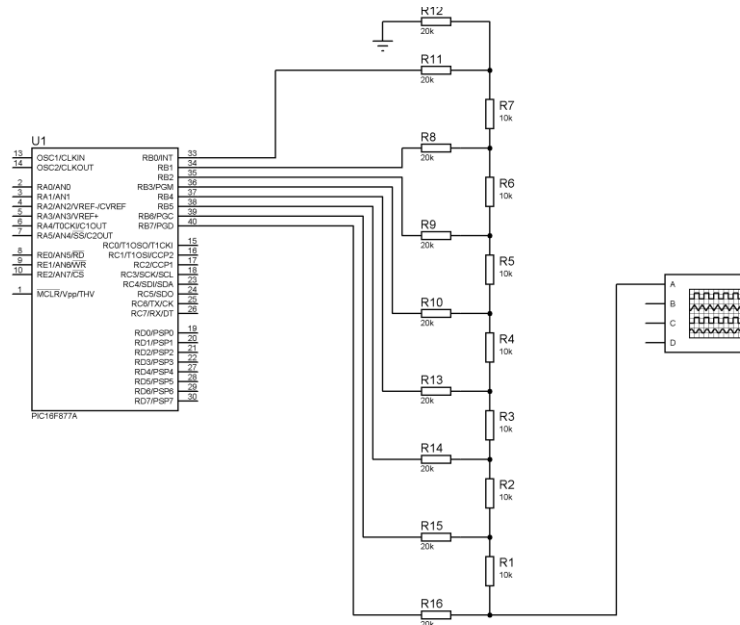 R12
20k
R11
20k
R7
10k
R8
20k
R6
10k
R9
20k
R5
10k
R10
20k
R4
10k
R13
20k
R3
10k
R14
20k
R2
10k
R15
20k
R1
10k
R16
20k
U1
13 OSC1/CLKIN RB0/INT 33
14 OSC2/CLKOUT RB1 34
RB2 35
2 RA0/AN0 RB3/PGM 36
3 RA1/AN1 RB4 37
4 RA2/AN2/VREF-/CVREF RB5 38
5 RA3/AN3/VREF+ RB6/PGC 39
6 RA4/T0CKI/C1OUT RB7/PGD 40
7 RA5/AN4/SS/C2OUT
RC0/T1OSO/T1CKI 15
8 RE0/AN5/RD RC1/T1OSI/CCP2 16
9 RE1/AN6/WR RC2/CCP1 17
10 RE2/AN7/CS RC3/SCK/SCL 18
RC4/SDI/SDA 23
1 MCLR/Vpp/THV RC5/SDO 24
RC6/TX/CK 25
RC7/RX/DT 26
RD0/PSP0 19
RD1/PSP1 20
RD2/PSP2 21
RD3/PSP3 22
RD4/PSP4 27
RD5/PSP5 28
RD6/PSP6 29
RD7/PSP7 30
PIC16F877A
A
B
C
D